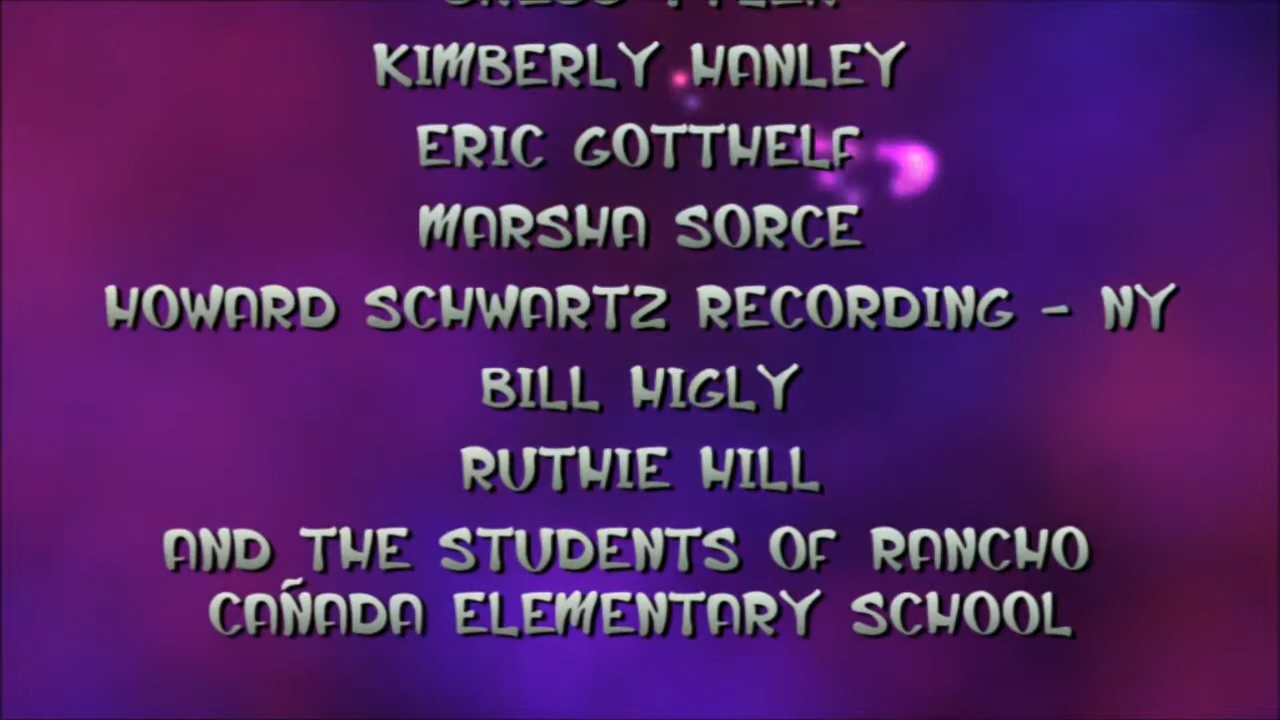 KIMBERLY HANLEY
ERIC GOTTHELF
MARSHA SORCE
HOWARD SCHWARTZ RECORDING - NY
BILL HIGLY
RUTHIE HILL
AND THE STUDENTS OF RANCHO
CAÑADA ELEMENTARY SCHOOL